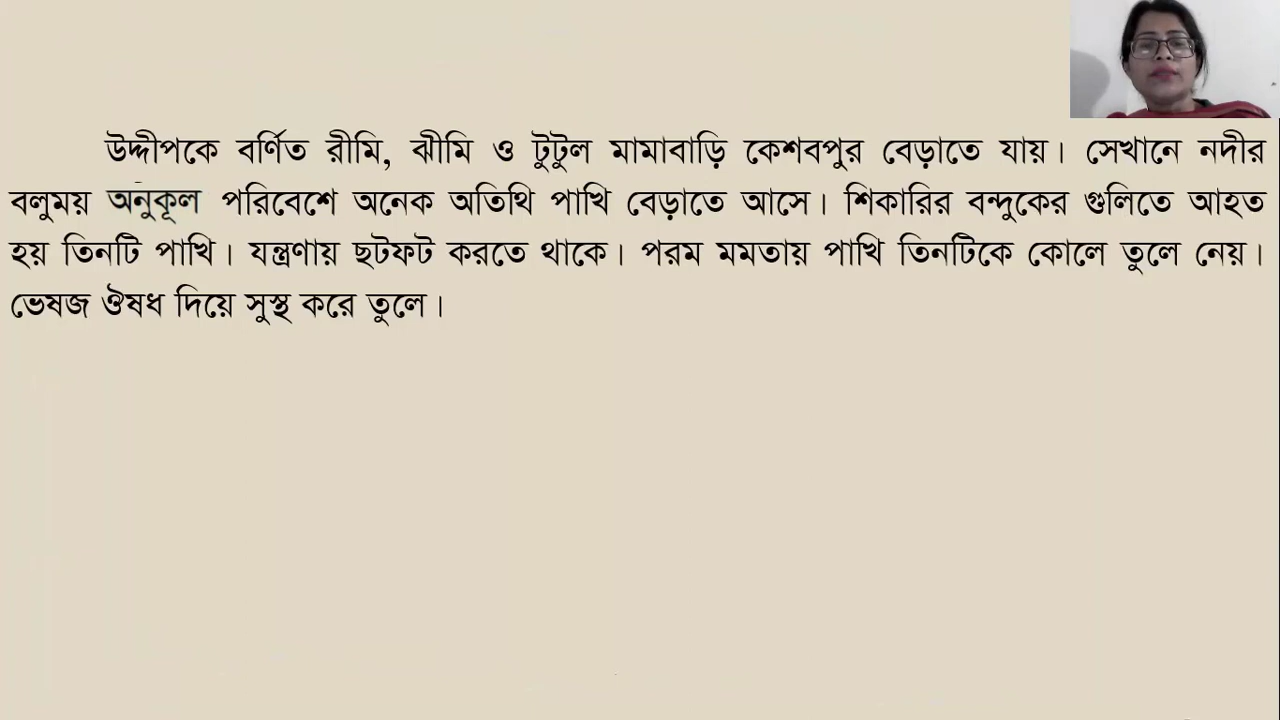 উদ্দীপকে বর্ণিত রীমি, ঝীমি ও টুটুল মামাবাড়ি কেশবপুর বেড়াতে যায়। সেখানে নদীর
বলুময় অনুকূল পরিবেশে অনেক অতিথি পাখি বেড়াতে আসে। শিকারির বন্দুকের গুলিতে আহত
হয় তিনটি পাখি। যন্ত্রণায় ছটফট করতে থাকে। পরম মমতায় পাখি তিনটিকে কোলে তুলে নেয়।
ভেষজ ঔষধ দিয়ে সুস্থ করে তুলে।